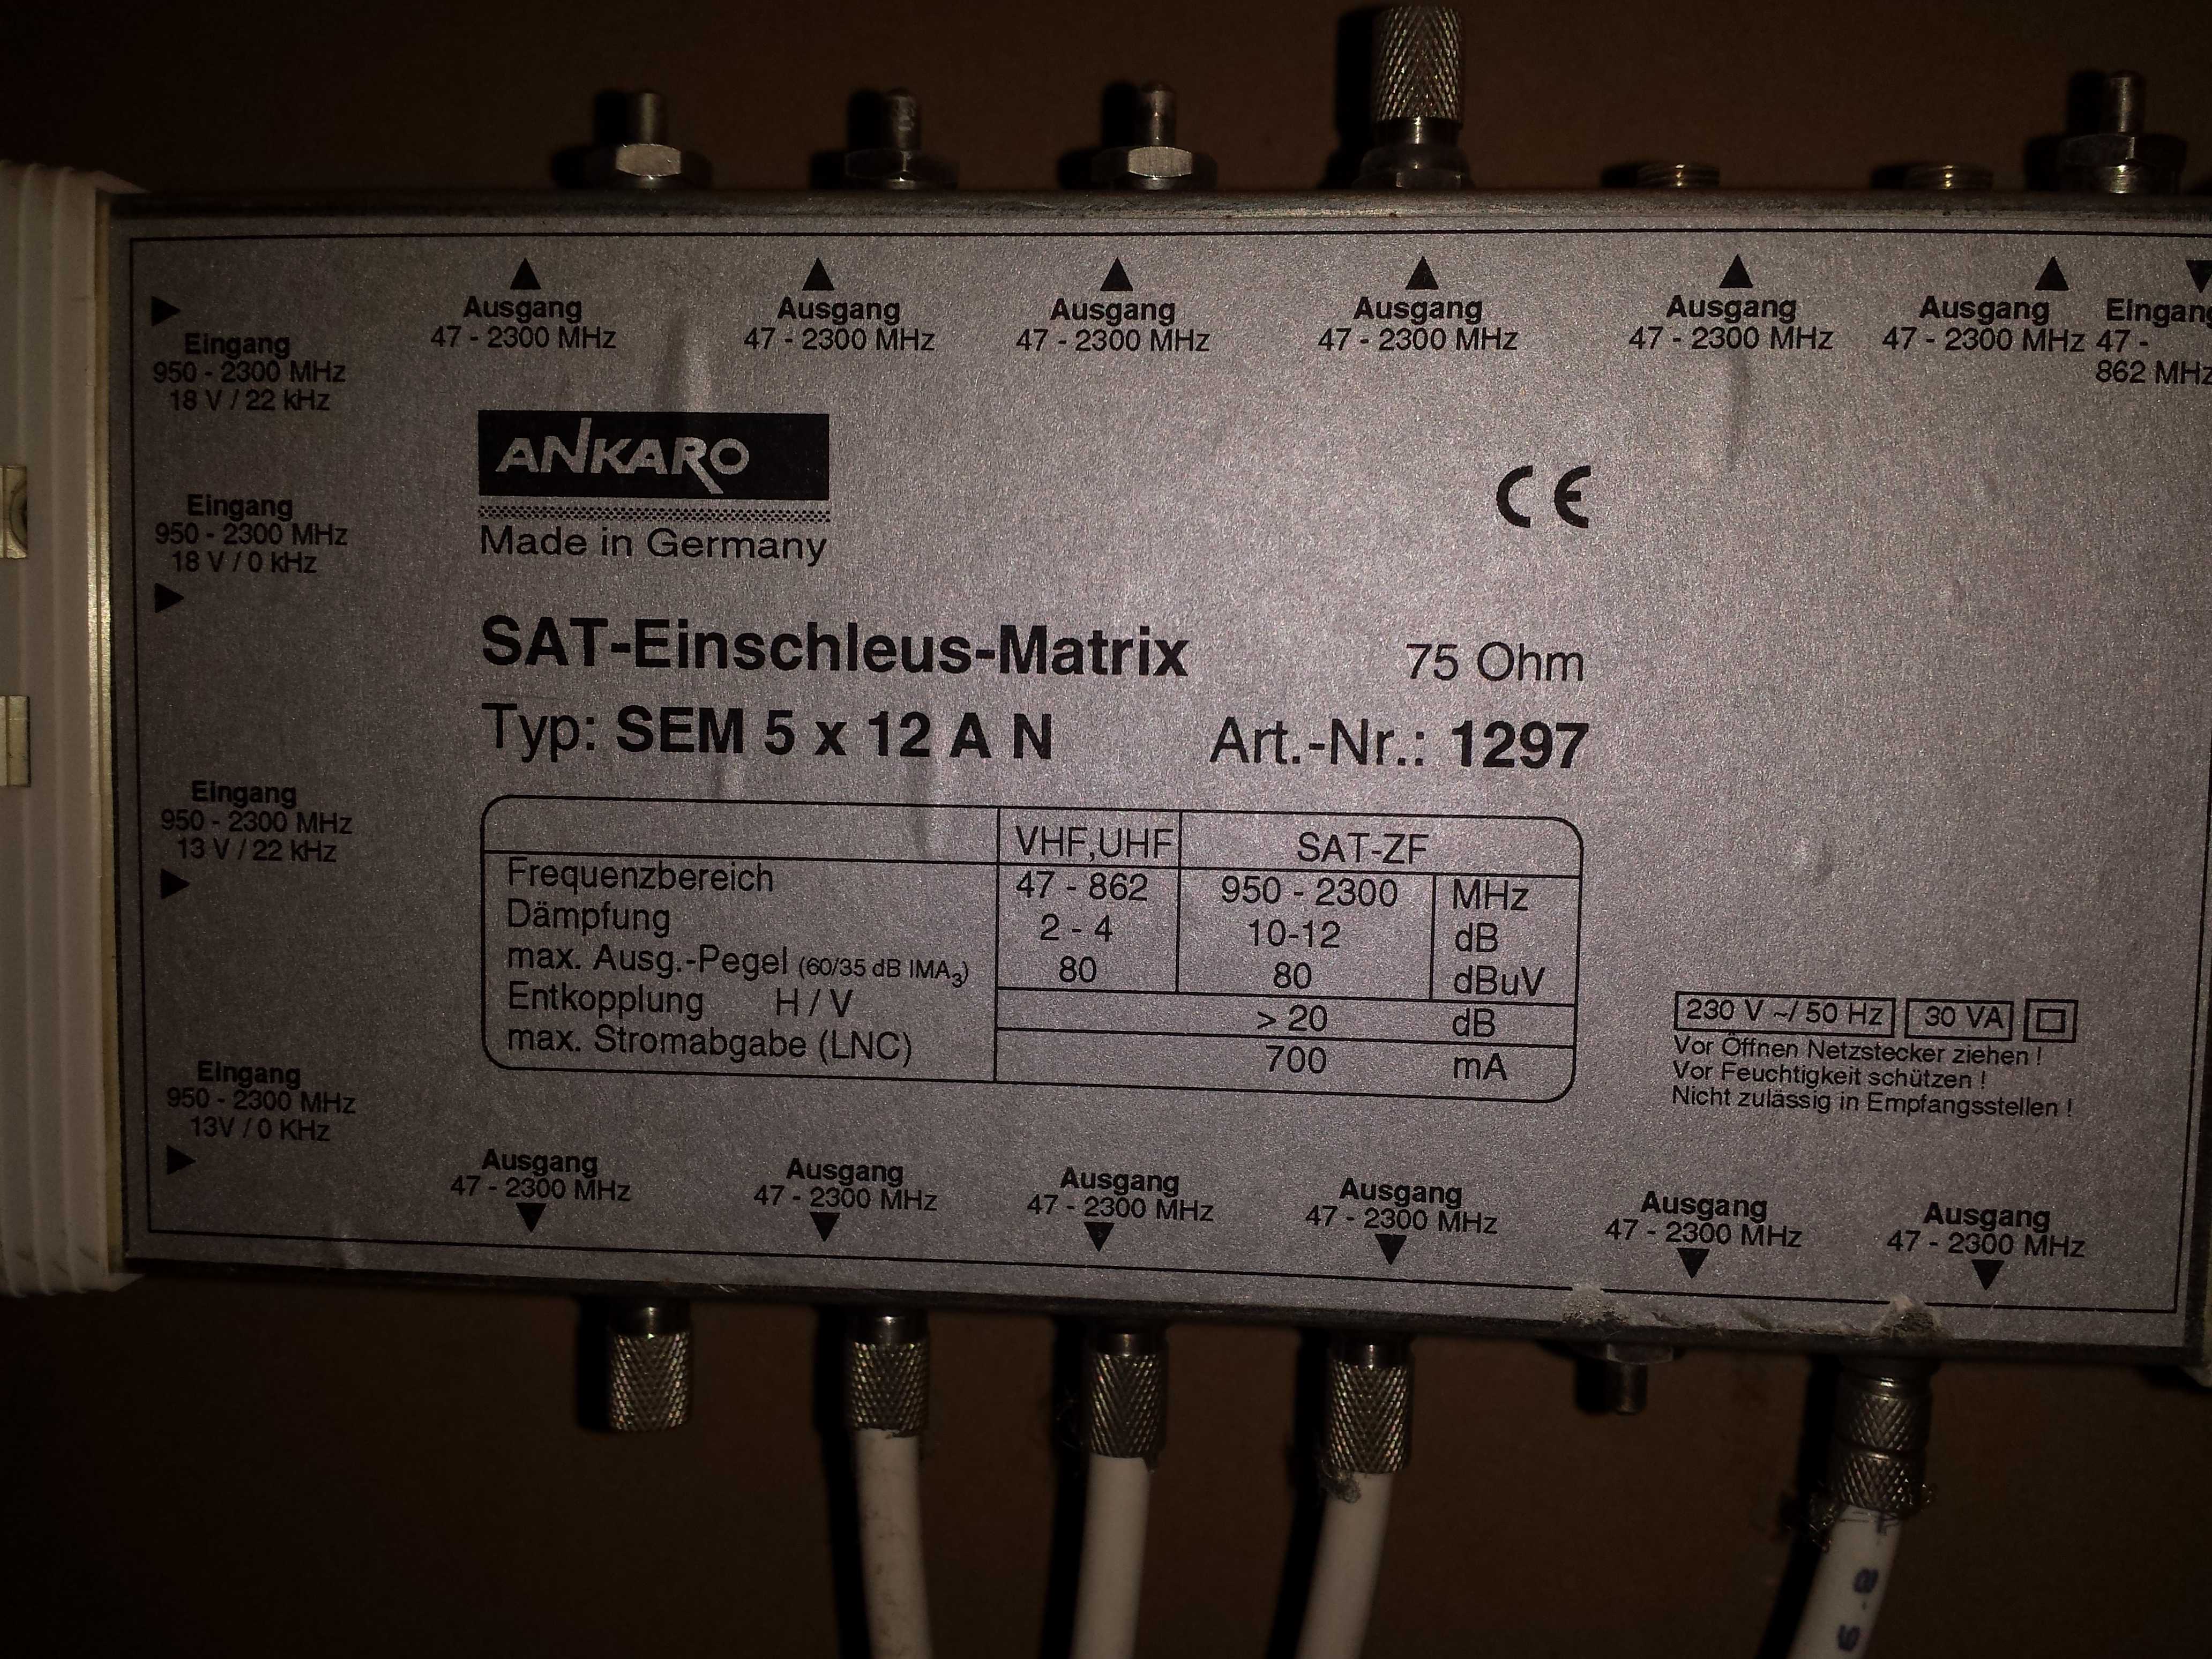 Ausgang
47 - 2300 MHz
Ausgang
47 - 2300 MHz
Ausgang
47 - 2300 MHz
Ausgang
47 - 2300 MHz
Ausgang
47 - 2300 MHz
Ausgang
47 - 2300 MHz
Eingang
47 -
862 MHz
Eingang
950 - 2300 MHz
18 V / 22 kHz
Eingang
950 - 2300 MHz
18 V / 0 kHz
Eingang
950 - 2300 MHz
13 V / 22 kHz
Eingang
950 - 2300 MHz
13V / 0 KHz
ANKARO
Made in Germany
CE
SAT-Einschleus-Matrix 75 Ohm
Typ: SEM 5 x 12 A N Art.-Nr.: 1297
VHF,UHF SAT-ZF
Frequenzbereich 47 - 862 950 - 2300 MHz
Dämpfung 2 - 4 10-12 dB
max. Ausg.-Pegel (60/35 dB IMA3) 80 80 dBuV
Entkopplung H / V > 20 dB
max. Stromabgabe (LNC) 700 mA
230 V ~/ 50 Hz 30 VA
Vor Öffnen Netzstecker ziehen !
Vor Feuchtigkeit schützen !
Nicht zulässig in Empfangsstellen !
Ausgang
47 - 2300 MHz
Ausgang
47 - 2300 MHz
Ausgang
47 - 2300 MHz
Ausgang
47 - 2300 MHz
Ausgang
47 - 2300 MHz
Ausgang
47 - 2300 MHz